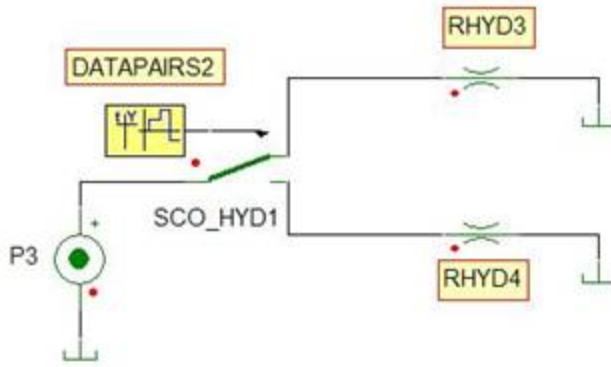 RHYD3
DATAPAIRS2
t,Y
SCO_HYD1
P3
RHYD4